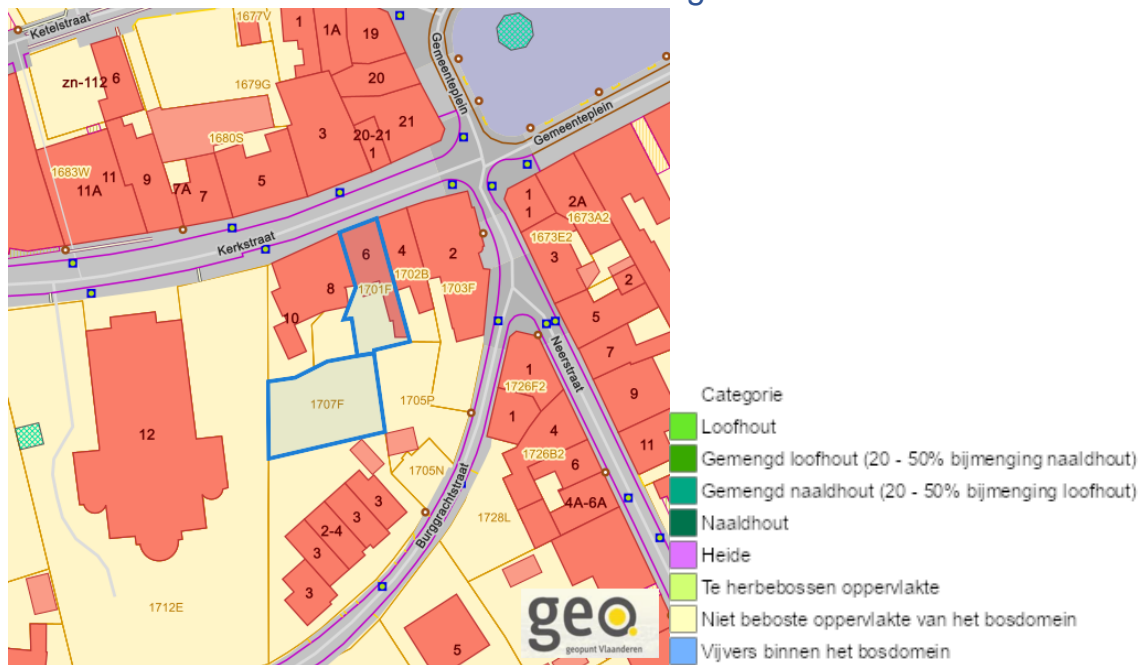 Ketelstraat
1677V
1
1A
19
Gemeenteplein
zn-112
6
1679G
20
3
20-21
21
1
1680S
Gemeenteplein
1683W
11A
11
9
7A
7
5
1
1
2A
1673A2
1673E2
3
2
Kerkstraat
6
4
2
1702B
1701F
1703F
8
10
5
7
Neerstraat
1
1726F2
9
1707F
1705P
1
4
11
12
1726B2
6
1705N
4A-6A
3
3
2-4
3
3
Burggrachtstraat
1728L
1712E
5
geo.
geopunt Vlaanderen
Categorie
Loofhout
Gemengd loofhout (20 - 50% bijmenging naaldhout)
Gemengd naaldhout (20 - 50% bijmenging loofhout)
Naaldhout
Heide
Te herbebossen oppervlakte
Niet beboste oppervlakte van het bosdomein
Vijvers binnen het bosdomein